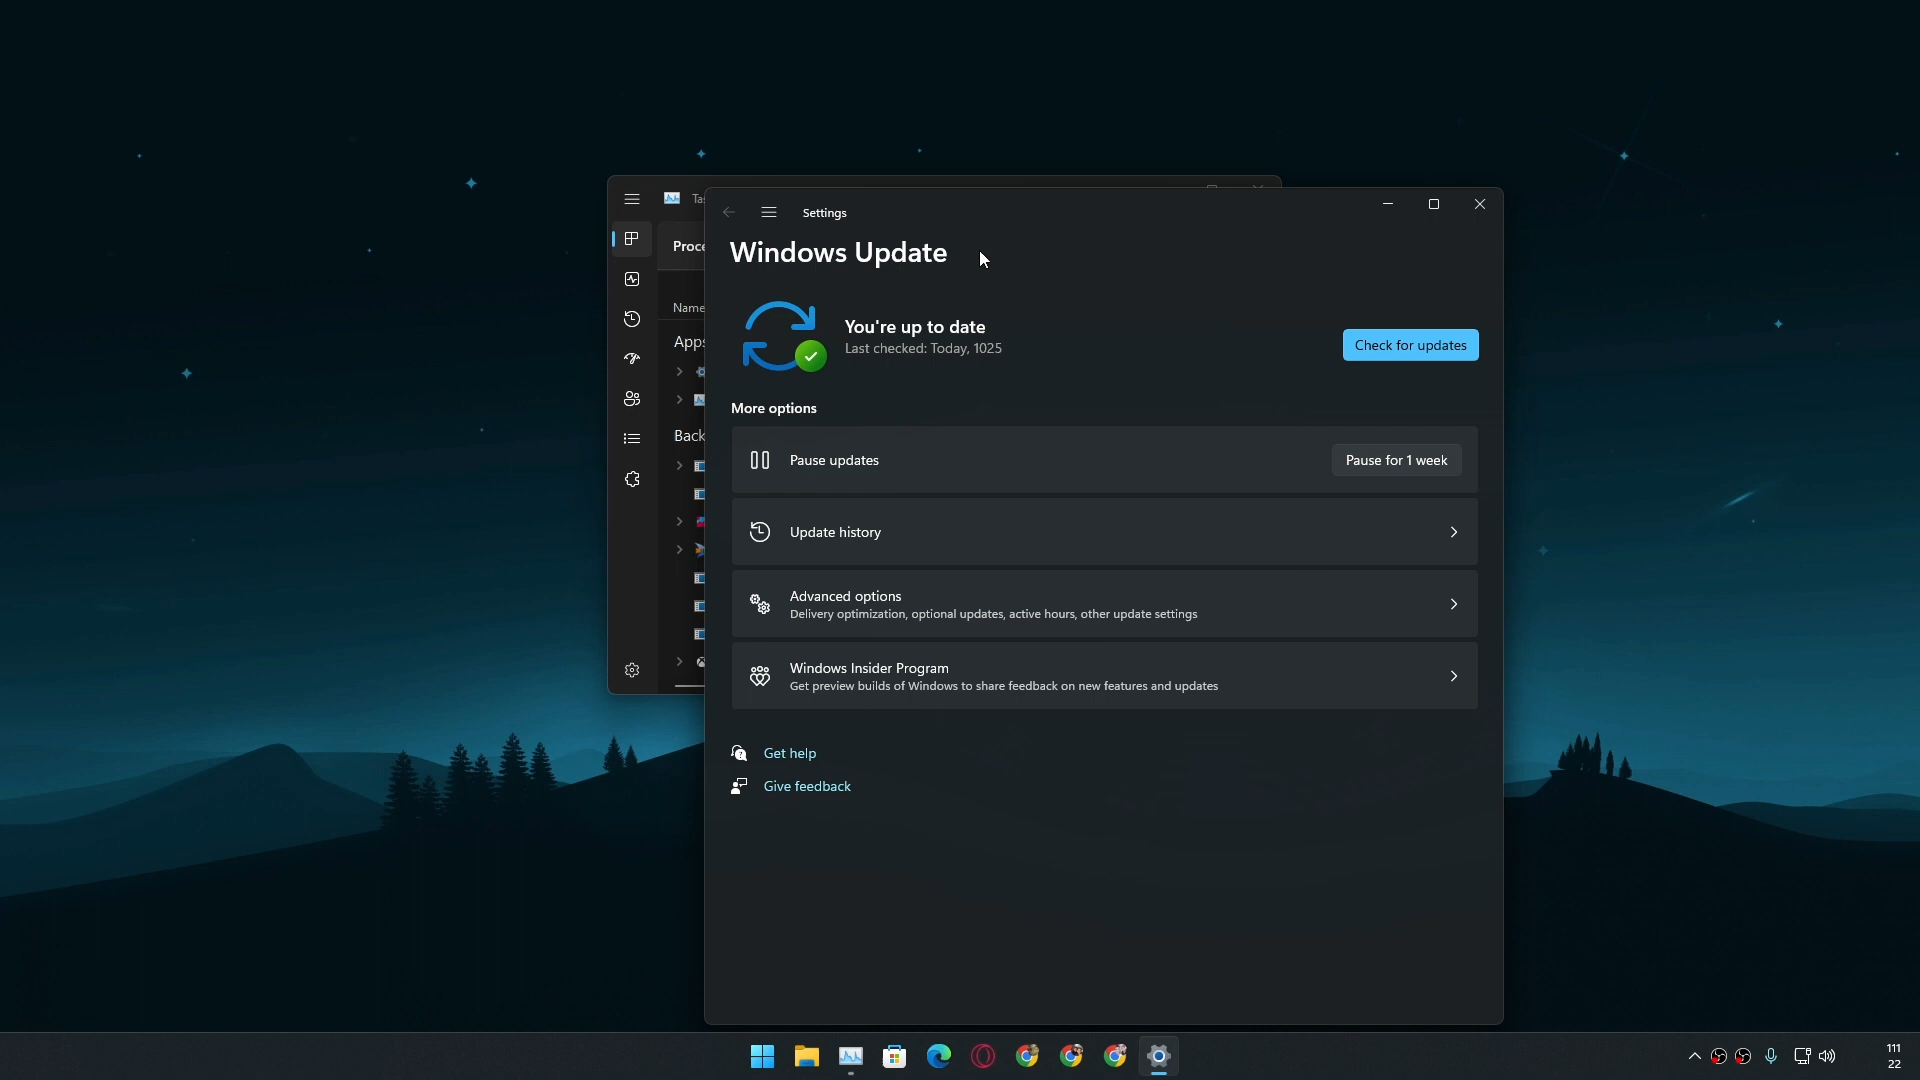 Settings
Windows Update
You're up to date
Last checked: Today, 1025
Check for updates
More options
Pause updates
Pause for 1 week
Update history
Advanced options
Delivery optimization, optional updates, active hours, other update settings
Windows Insider Program
Get preview builds of Windows to share feedback on new features and updates
Get help
Give feedback
Tas
Proce
Name
Apps
Back
111
22